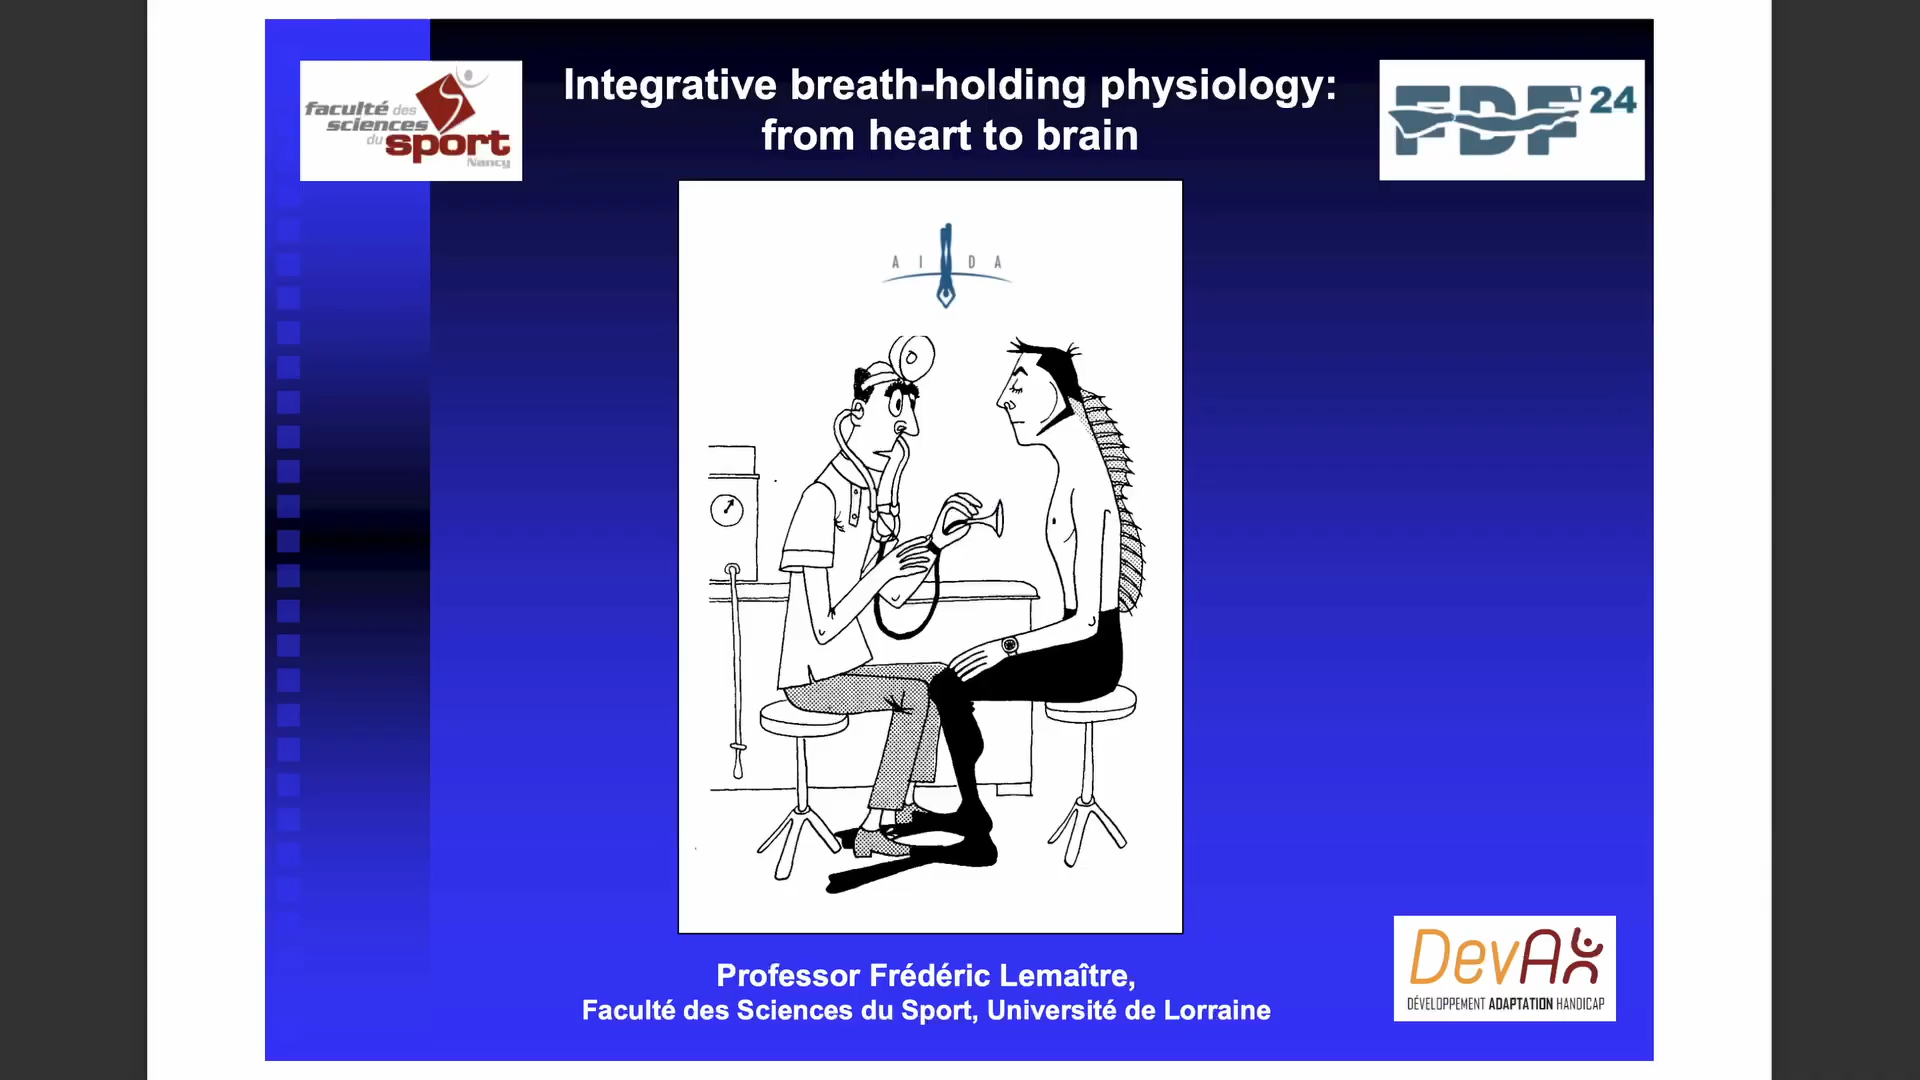 faculté des
sciences
du sport
Nancy
Integrative breath-holding physiology:
from heart to brain
FDF 24
A I D A
Professor Frédéric Lemaître,
Faculté des Sciences du Sport, Université de Lorraine
DevAH
DÉVELOPPEMENT ADAPTATION HANDICAP